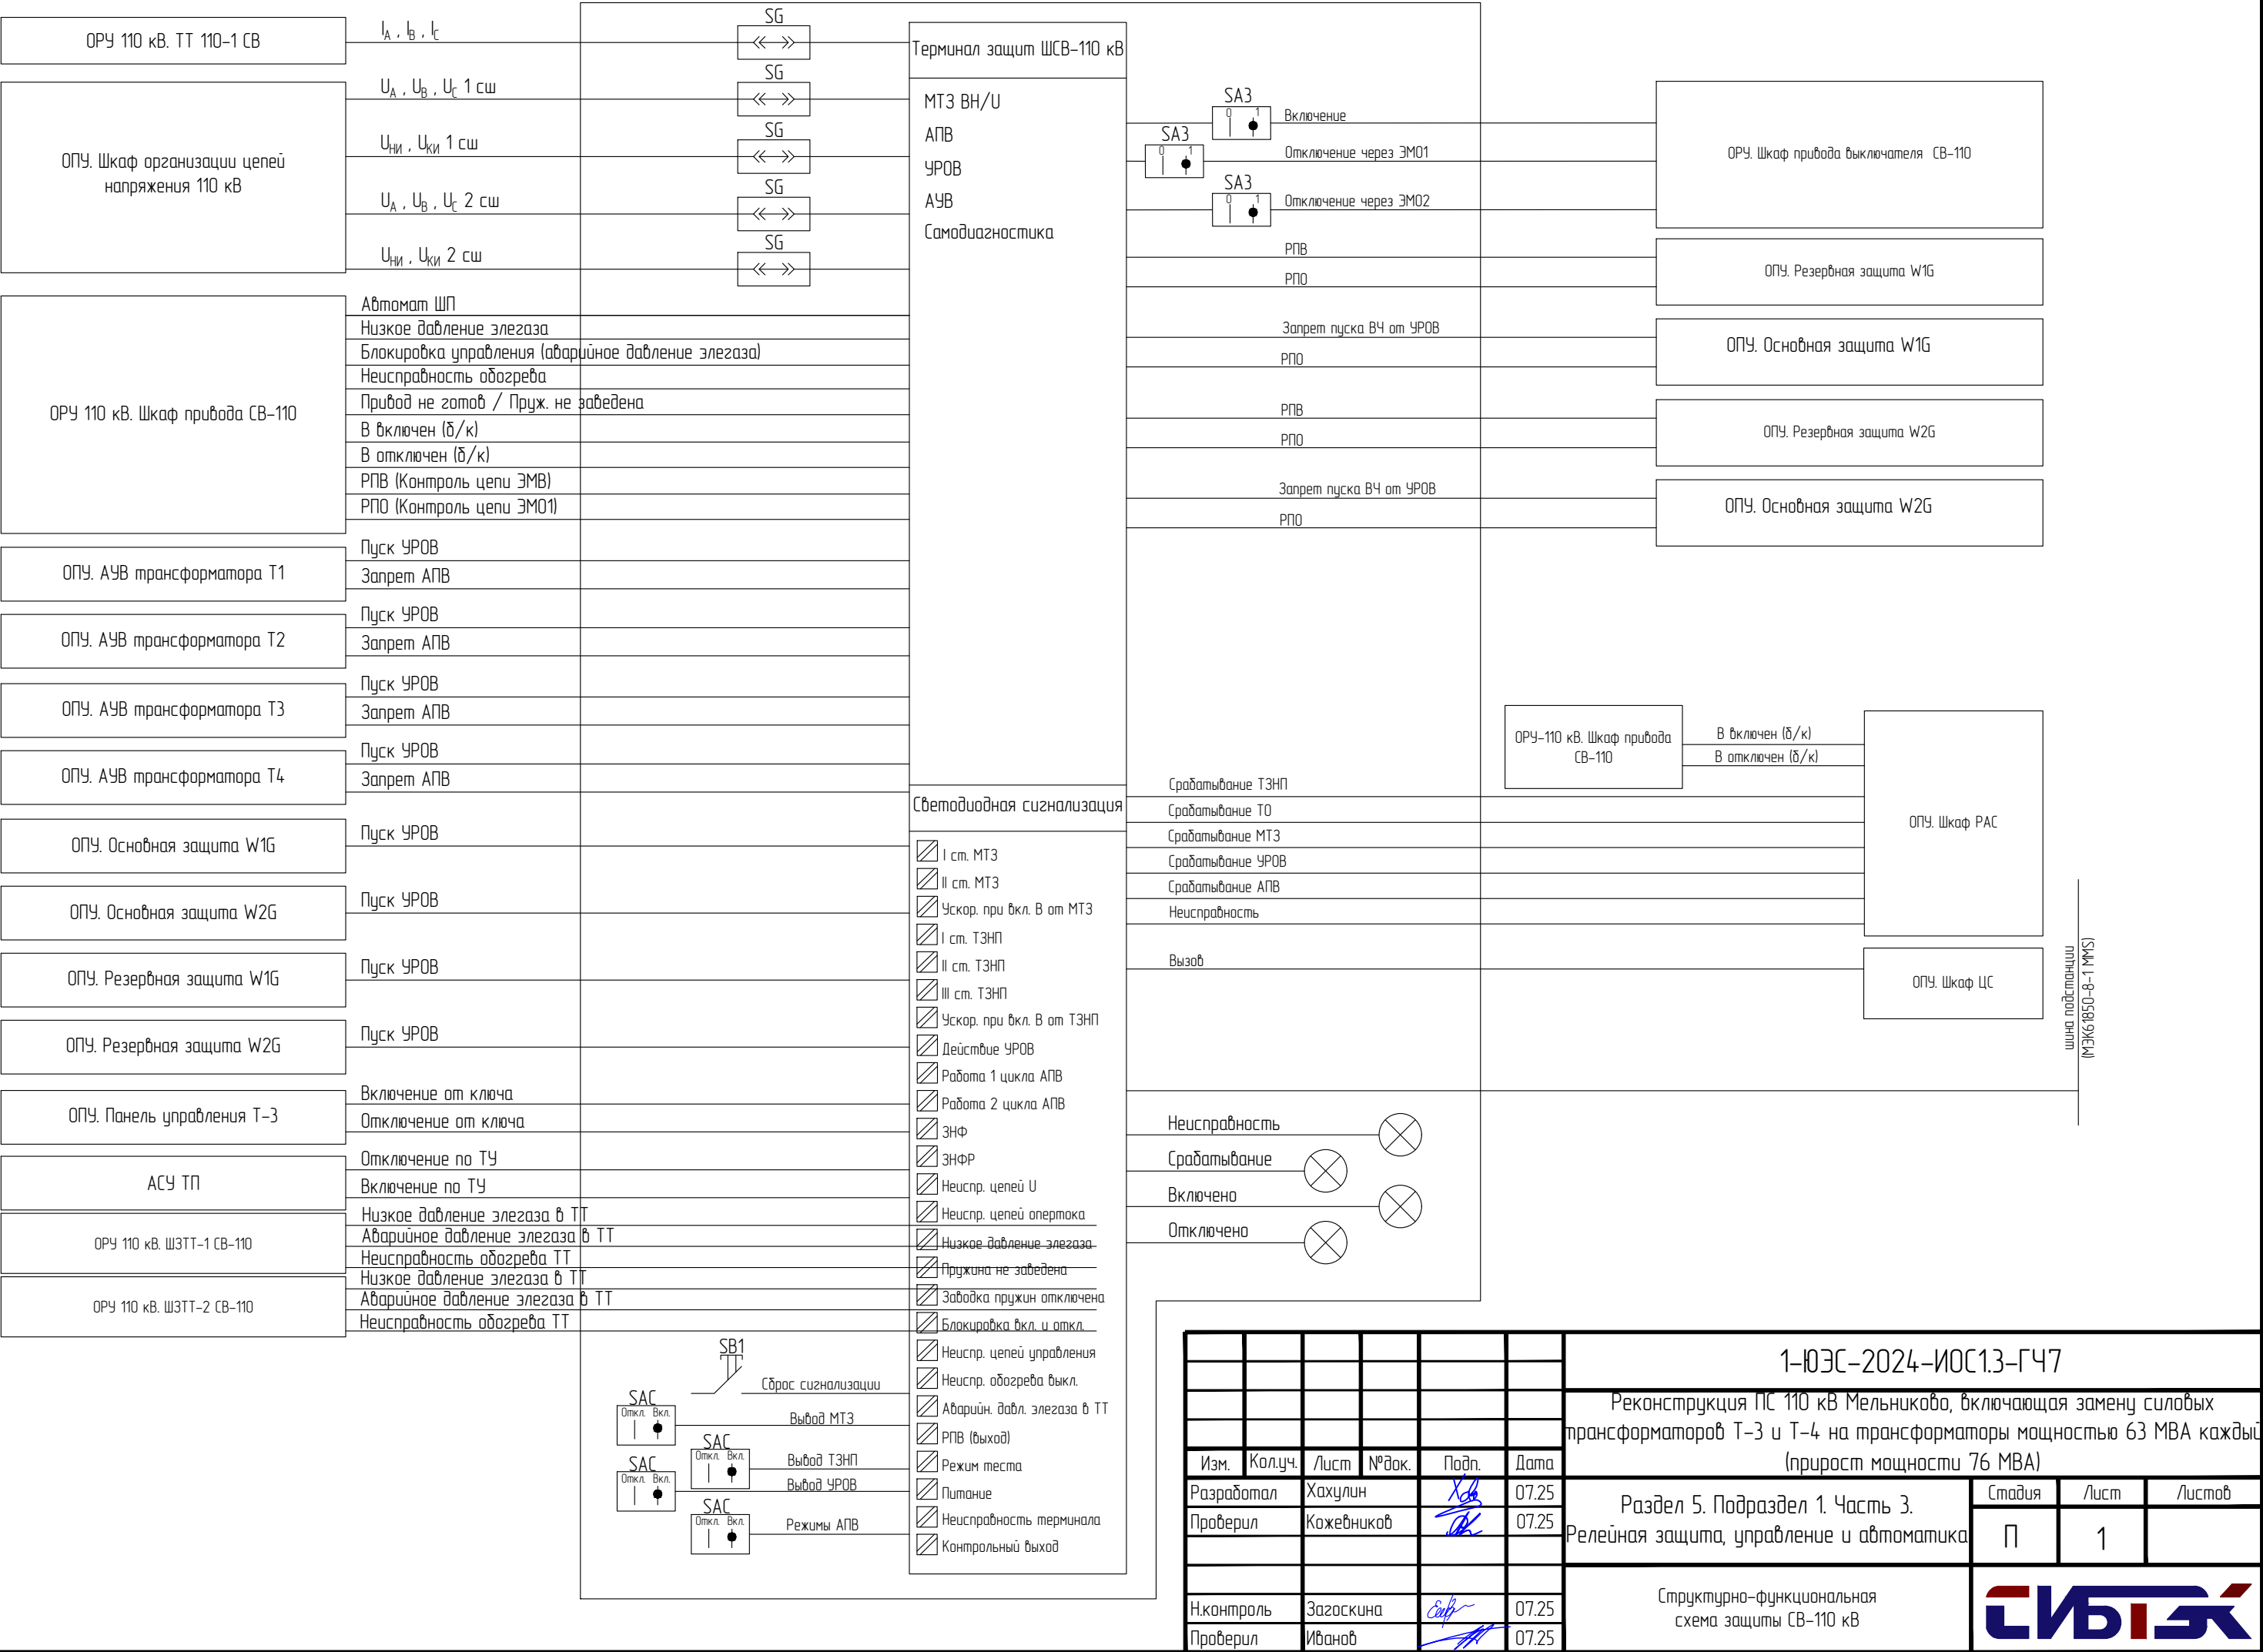 ОРУ 110 кВ. ТТ 110-1 СВ
IA , IB , IC
SG
ОПУ. Шкаф организации цепей
напряжения 110 кВ
UA , UB , UC 1 сш
SG
UНИ , UКИ 1 сш
SG
UA , UB , UC 2 сш
SG
UНИ , UКИ 2 сш
SG
ОРУ 110 кВ. Шкаф привода СВ-110
Автомат ШП
Низкое давление элегаза
Блокировка управления (аварийное давление элегаза)
Неисправность обогрева
Привод не готов / Пруж. не заведена
В включен (б/к)
В отключен (б/к)
РПВ (Контроль цепи ЭМВ)
РПО (Контроль цепи ЭМО1)
ОПУ. АУВ трансформатора Т1
Пуск УРОВ
Запрет АПВ
ОПУ. АУВ трансформатора Т2
Пуск УРОВ
Запрет АПВ
ОПУ. АУВ трансформатора Т3
Пуск УРОВ
Запрет АПВ
ОПУ. АУВ трансформатора Т4
Пуск УРОВ
Запрет АПВ
ОПУ. Основная защита W1G
Пуск УРОВ
ОПУ. Основная защита W2G
Пуск УРОВ
ОПУ. Резервная защита W1G
Пуск УРОВ
ОПУ. Резервная защита W2G
Пуск УРОВ
ОПУ. Панель управления Т-3
Включение от ключа
Отключение от ключа
АСУ ТП
Отключение по ТУ
Включение по ТУ
ОРУ 110 кВ. ШЗТТ-1 СВ-110
Низкое давление элегаза в ТТ
Аварийное давление элегаза в ТТ
Неисправность обогрева ТТ
ОРУ 110 кВ. ШЗТТ-2 СВ-110
Низкое давление элегаза в ТТ
Аварийное давление элегаза в ТТ
Неисправность обогрева ТТ
SB1
Сброс сигнализации
SAC
Откл. Вкл.
Вывод МТЗ
SAC
Откл. Вкл.
Вывод ТЗНП
SAC
Откл. Вкл.
Вывод УРОВ
SAC
Откл. Вкл.
Режимы АПВ
Терминал защит ШСВ-110 кВ
МТЗ ВН/U
АПВ
УРОВ
АУВ
Самодиагностика
Светодиодная сигнализация
I ст. МТЗ
II ст. МТЗ
Ускор. при вкл. В от МТЗ
I ст. ТЗНП
II ст. ТЗНП
III ст. ТЗНП
Ускор. при вкл. В от ТЗНП
Действие УРОВ
Работа 1 цикла АПВ
Работа 2 цикла АПВ
ЗНФ
ЗНФР
Неиспр. цепей U
Неиспр. цепей опертока
Низкое давление элегаза
Пружина не заведена
Заводка пружин отключена
Блокировка вкл. и откл.
Неиспр. цепей управления
Неиспр. обогрева выкл.
Аварийн. давл. элегаза в ТТ
РПВ (выход)
Режим теста
Питание
Неисправность терминала
Контрольный выход
SA3
0 1
Включение
SA3
0 1
Отключение через ЭМО1
SA3
0 1
Отключение через ЭМО2
ОРУ. Шкаф привода выключателя СВ-110
РПВ
РПО
ОПУ. Резервная защита W1G
Запрет пуска ВЧ от УРОВ
РПО
ОПУ. Основная защита W1G
РПВ
РПО
ОПУ. Резервная защита W2G
Запрет пуска ВЧ от УРОВ
РПО
ОПУ. Основная защита W2G
ОРУ-110 кВ. Шкаф привода
СВ-110
В включен (б/к)
В отключен (б/к)
ОПУ. Шкаф РАС
Срабатывание ТЗНП
Срабатывание ТО
Срабатывание МТЗ
Срабатывание УРОВ
Срабатывание АПВ
Неисправность
Вызов
ОПУ. Шкаф ЦС
шина подстанции
(МЭК61850-8-1 MMS)
Неисправность
Срабатывание
Включено
Отключено
1-ЮЭС-2024-ИОС1.3-ГЧ7
Реконструкция ПС 110 кВ Мельниково, включающая замену силовых
трансформаторов Т-3 и Т-4 на трансформаторы мощностью 63 МВА каждый
(прирост мощности 76 МВА)
Изм. Кол.уч. Лист №док. Подп. Дата
Разработал Хахулин 07.25
Проверил Кожевников 07.25
Н.контроль Загоскина 07.25
Проверил Иванов 07.25
Раздел 5. Подраздел 1. Часть 3.
Релейная защита, управление и автоматика
Стадия Лист Листов
П 1
Структурно-функциональная
схема защиты СВ-110 кВ
СИБТЭК